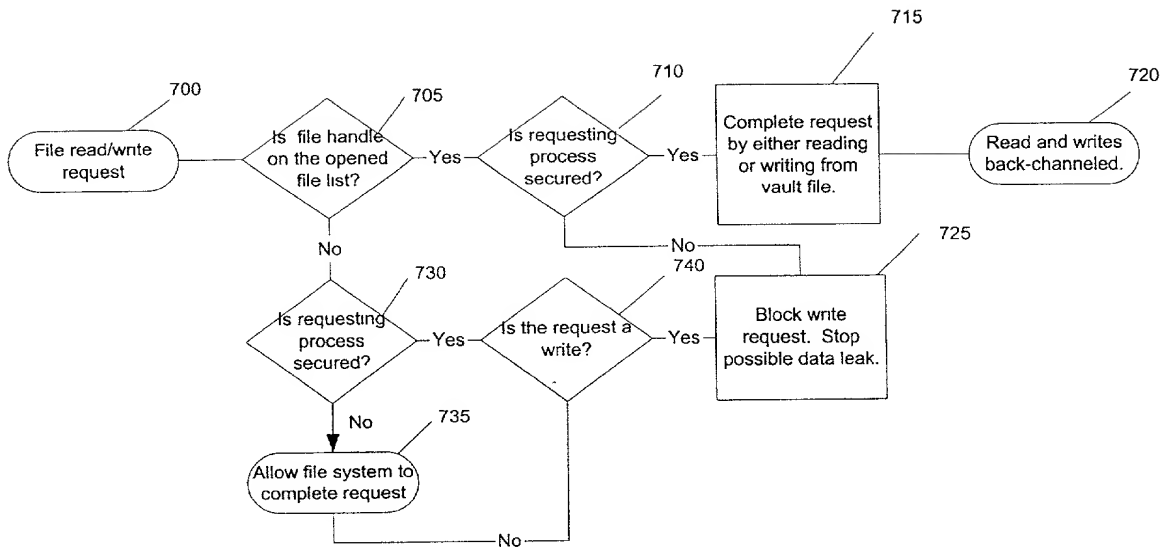 700
File read/write
request
705
Is file handle
on the opened
file list?
Yes
710
Is requesting
process
secured?
Yes
715
Complete request
by either reading
or writing from
vault file.
720
Read and writes
back-channeled.
No
No
725
Block write
request. Stop
possible data leak.
730
Is requesting
process
secured?
Yes
740
Is the request a
write?
Yes
No
735
Allow file system to
complete request
No